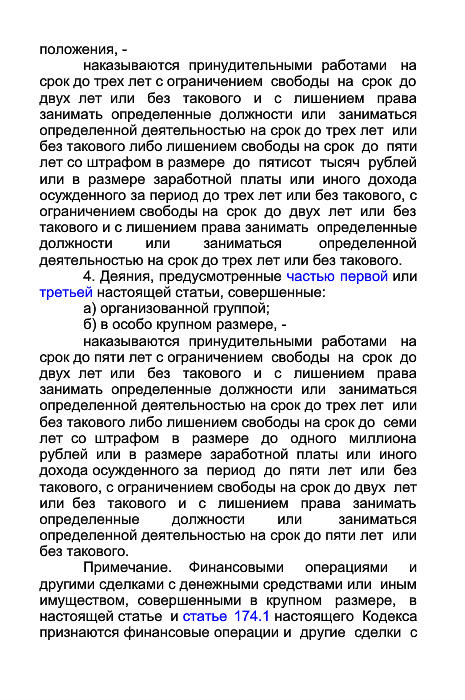 положения, -
наказываются принудительными работами на
срок до трех лет с ограничением свободы на срок до
двух лет или без такового и с лишением права
занимать определенные должности или заниматься
определенной деятельностью на срок до трех лет или
без такового либо лишением свободы на срок до пяти
лет со штрафом в размере до пятисот тысяч рублей
или в размере заработной платы или иного дохода
осужденного за период до трех лет или без такового, с
ограничением свободы на срок до двух лет или без
такового и с лишением права занимать определенные
должности или заниматься определенной
деятельностью на срок до трех лет или без такового.
4. Деяния, предусмотренные частью первой или
третьей настоящей статьи, совершенные:
а) организованной группой;
б) в особо крупном размере, -
наказываются принудительными работами на
срок до пяти лет с ограничением свободы на срок до
двух лет или без такового и с лишением права
занимать определенные должности или заниматься
определенной деятельностью на срок до трех лет или
без такового либо лишением свободы на срок до семи
лет со штрафом в размере до одного миллиона
рублей или в размере заработной платы или иного
дохода осужденного за период до пяти лет или без
такового, с ограничением свободы на срок до двух лет
или без такового и с лишением права занимать
определенные должности или заниматься
определенной деятельностью на срок до пяти лет или
без такового.
Примечание. Финансовыми операциями и
другими сделками с денежными средствами или иным
имуществом, совершенными в крупном размере, в
настоящей статье и статье 174.1 настоящего Кодекса
признаются финансовые операции и другие сделки с